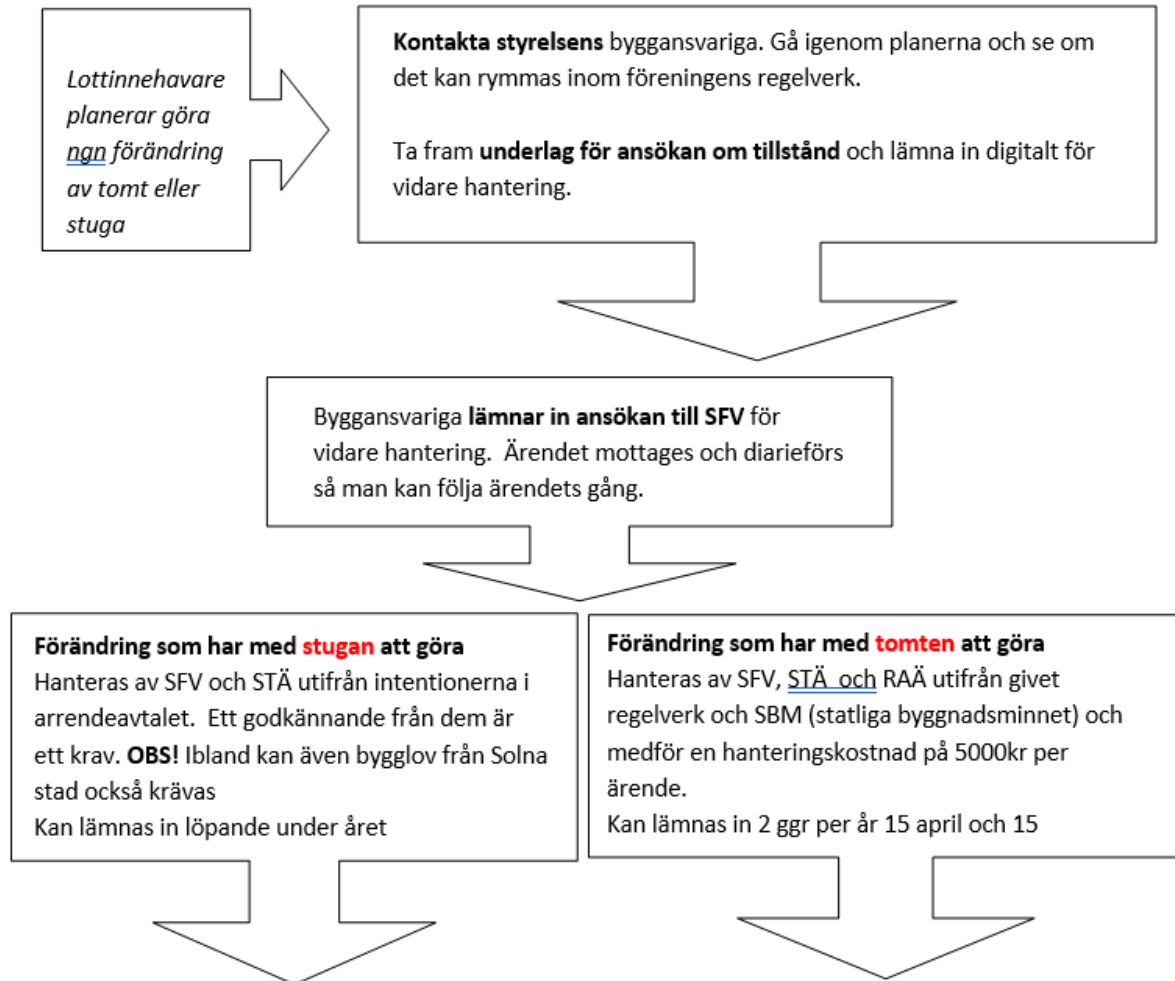 Lottinnehavare
planerar göra
ngn förändring
av tomt eller
stuga
Kontakta styrelsens byggansvariga. Gå igenom planerna och se om
det kan rymmas inom föreningens regelverk.
Ta fram underlag för ansökan om tillstånd och lämna in digitalt för
vidare hantering.
Byggansvariga lämnar in ansökan till SFV för
vidare hantering.  Ärendet mottages och diarieförs
så man kan följa ärendets gång.
Förändring som har med stugan att göra
Hanteras av SFV och STÄ utifrån intentionerna i
arrendeavtalet.  Ett godkännande från dem är
ett krav. OBS! Ibland kan även bygglov från Solna
stad också krävas
Kan lämnas in löpande under året
Förändring som har med tomten att göra
Hanteras av SFV, STÄ  och RAÄ utifrån givet
regelverk och SBM (statliga byggnadsminnet) och
medför en hanteringskostnad på 5000kr per
ärende.
Kan lämnas in 2 ggr per år 15 april och 15